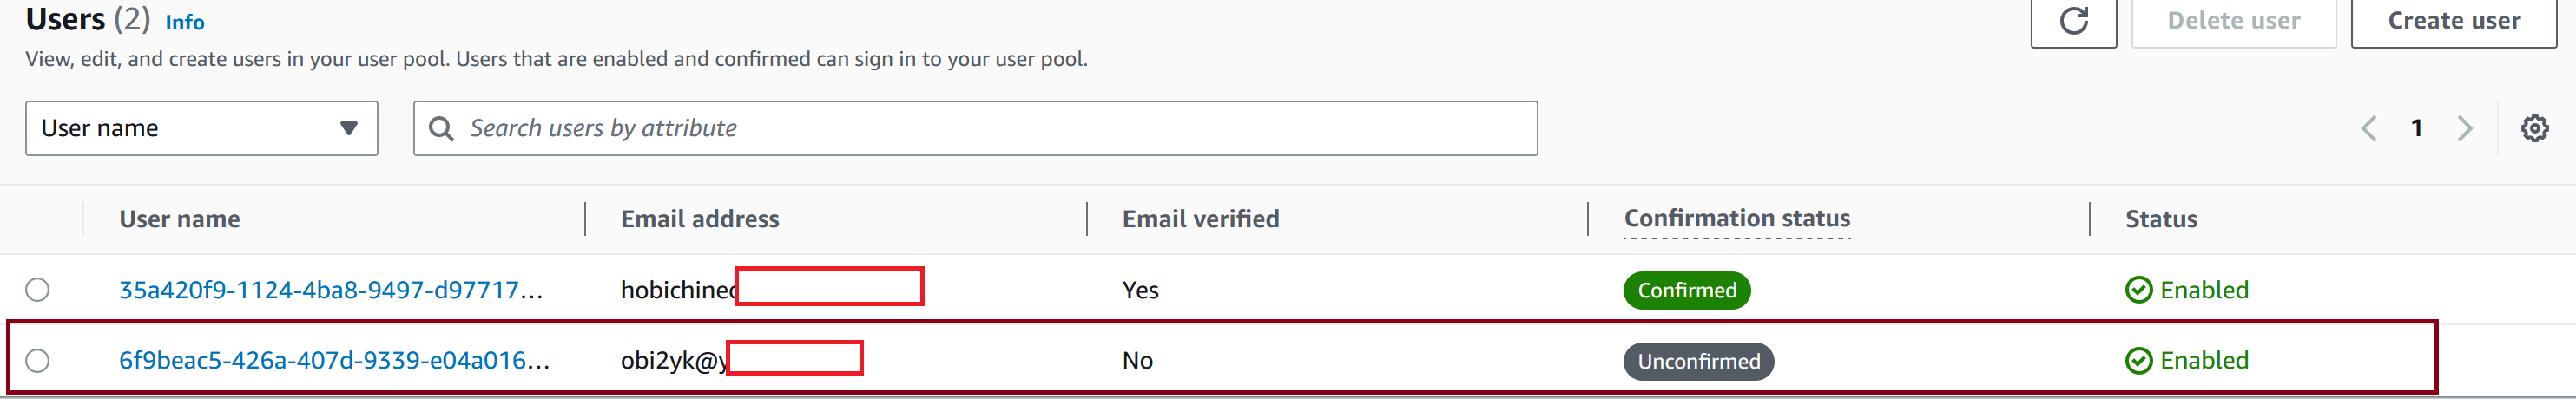 Users (2) Info
Delete user
Create user
View, edit, and create users in your user pool. Users that are enabled and confirmed can sign in to your user pool.
User name
Search users by attribute
1
User name Email address Email verified Confirmation status Status
35a420f9-1124-4ba8-9497-d97717... hobichine Yes Confirmed Enabled
6f9beac5-426a-407d-9339-e04a016... obi2yk@y No Unconfirmed Enabled